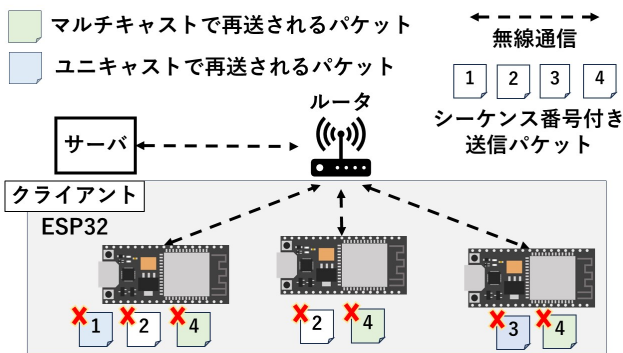 マルチキャストで再送されるパケット
ユニキャストで再送されるパケット
無線通信
1 2 3 4
シーケンス番号付き
送信パケット
ルータ
サーバ
クライアント
ESP32
1 2 4
2 4
3 4